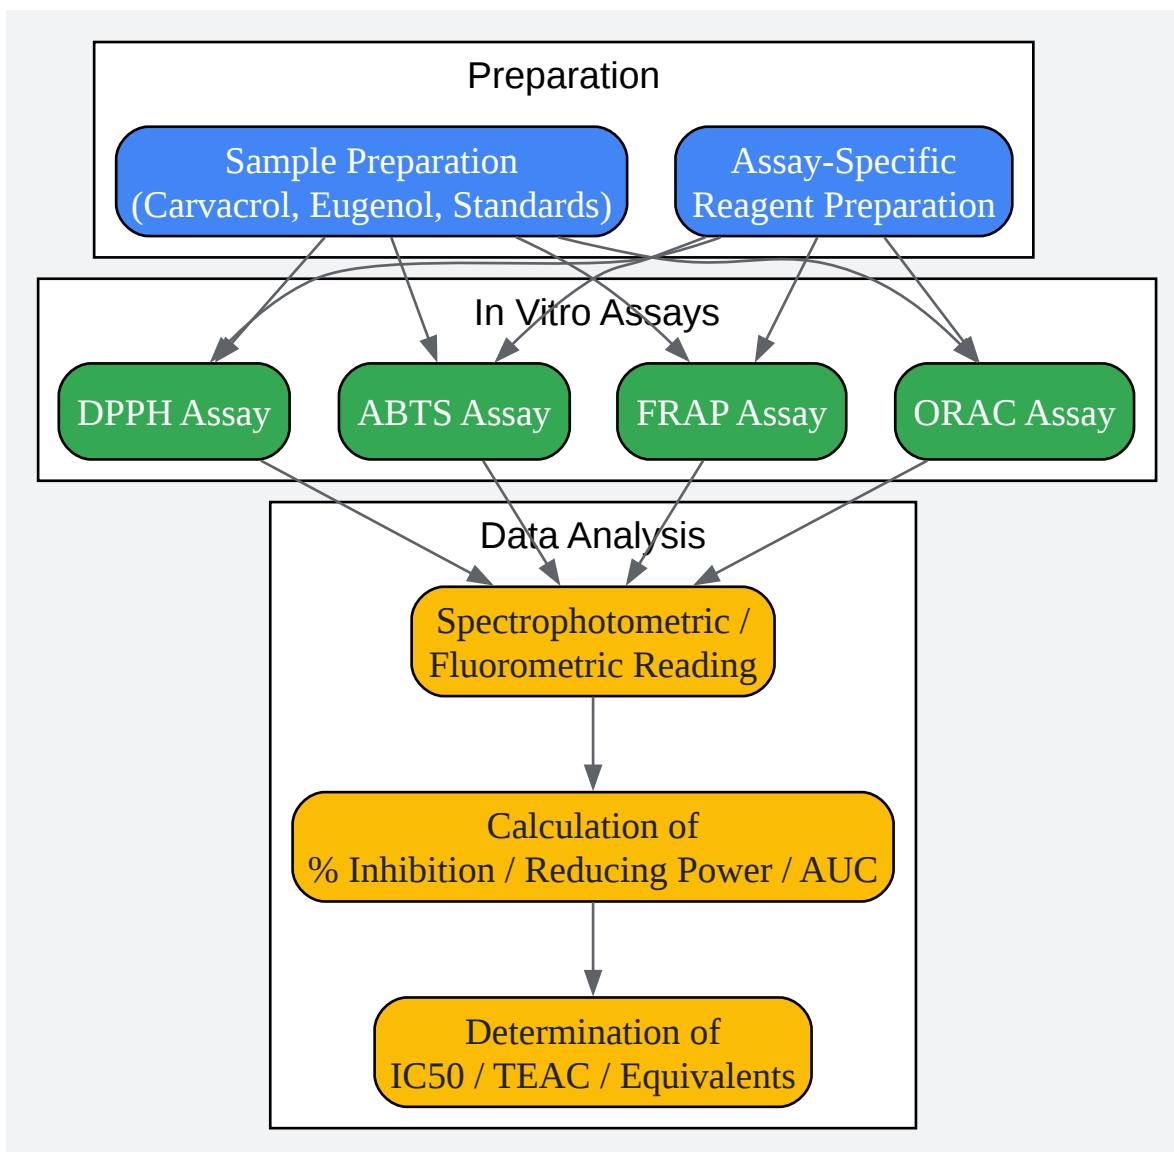 Preparation
Sample Preparation
(Carvacrol, Eugenol, Standards)
Assay-Specific
Reagent Preparation
In Vitro Assays
DPPH Assay
ABTS Assay
FRAP Assay
ORAC Assay
Data Analysis
Spectrophotometric /
Fluorometric Reading
Calculation of
% Inhibition / Reducing Power / AUC
Determination of
IC50 / TEAC / Equivalents